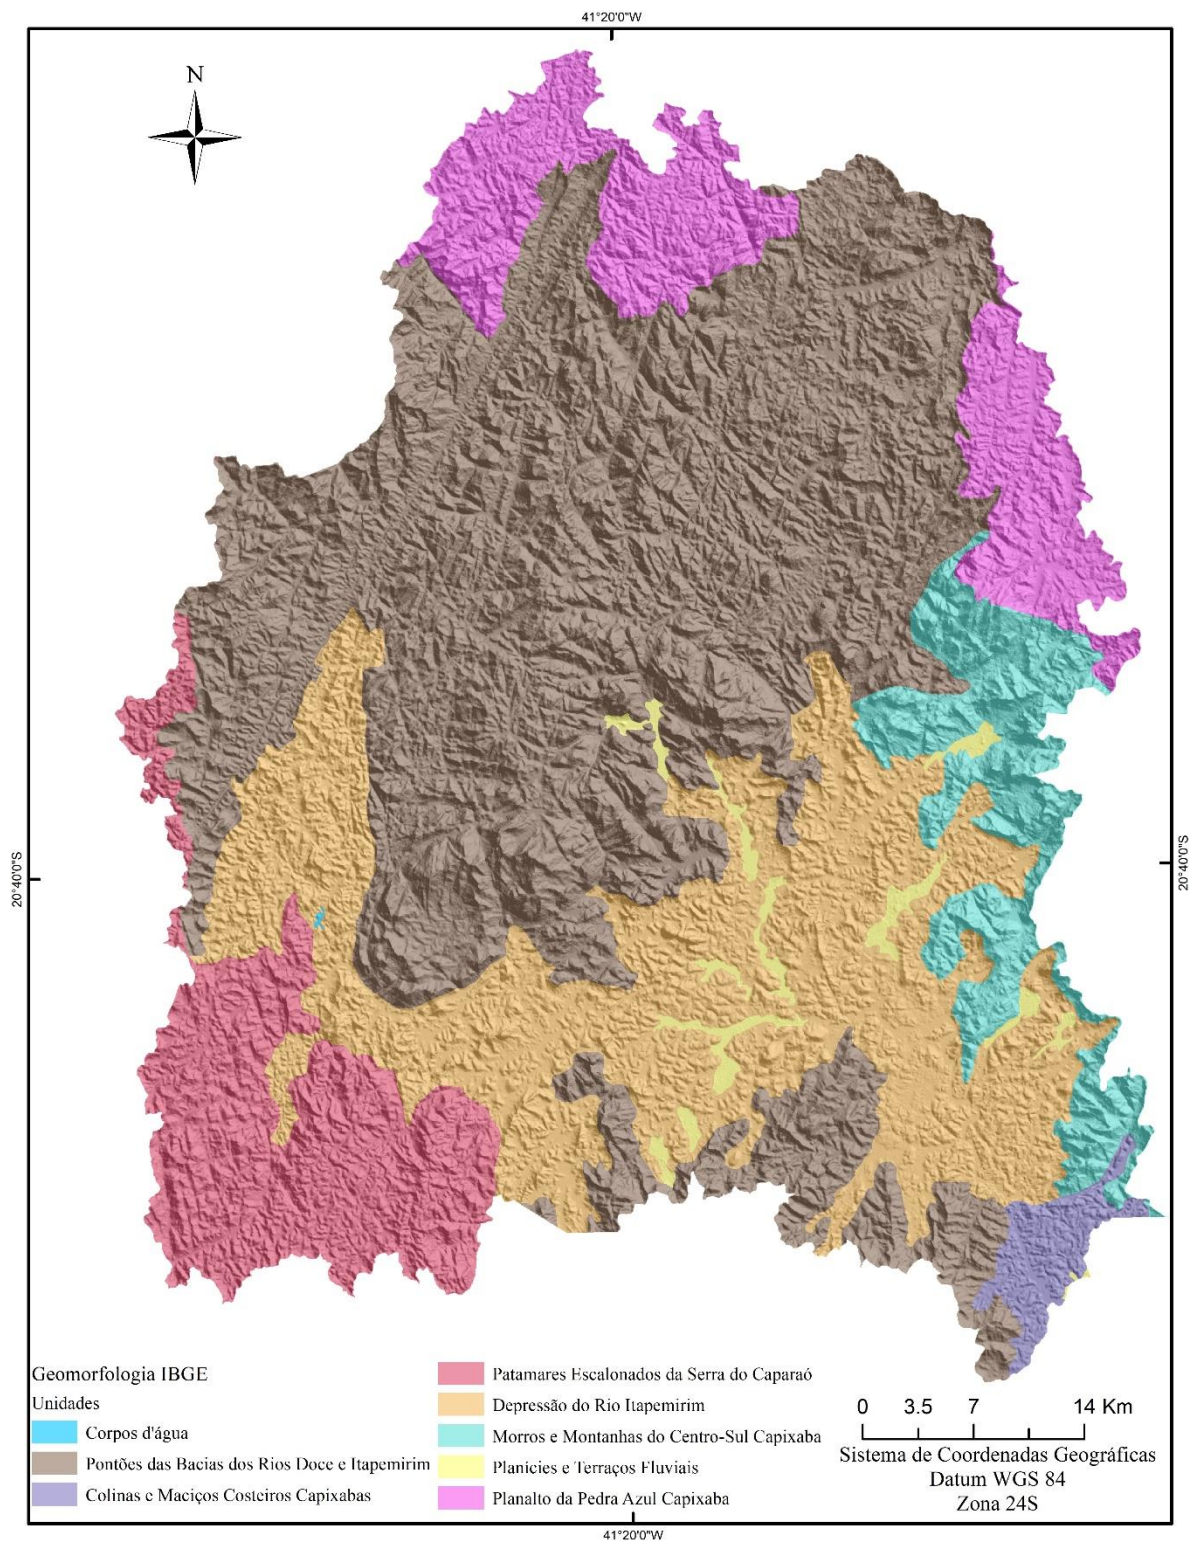 41°20'0"W
N
20°40'0"S
20°40'0"S
Geomorfologia IBGE
Unidades
Corpos d'água
Pontões das Bacias dos Rios Doce e Itapemirim
Colinas e Maciços Costeiros Capixabas
Patamares Escalonados da Serra do Caparaó
Depressão do Rio Itapemirim
Morros e Montanhas do Centro-Sul Capixaba
Planícies e Terraços Fluviais
Planalto da Pedra Azul Capixaba
0 3.5 7 14 Km
Sistema de Coordenadas Geográficas
Datum WGS 84
Zona 24S
41°20'0"W